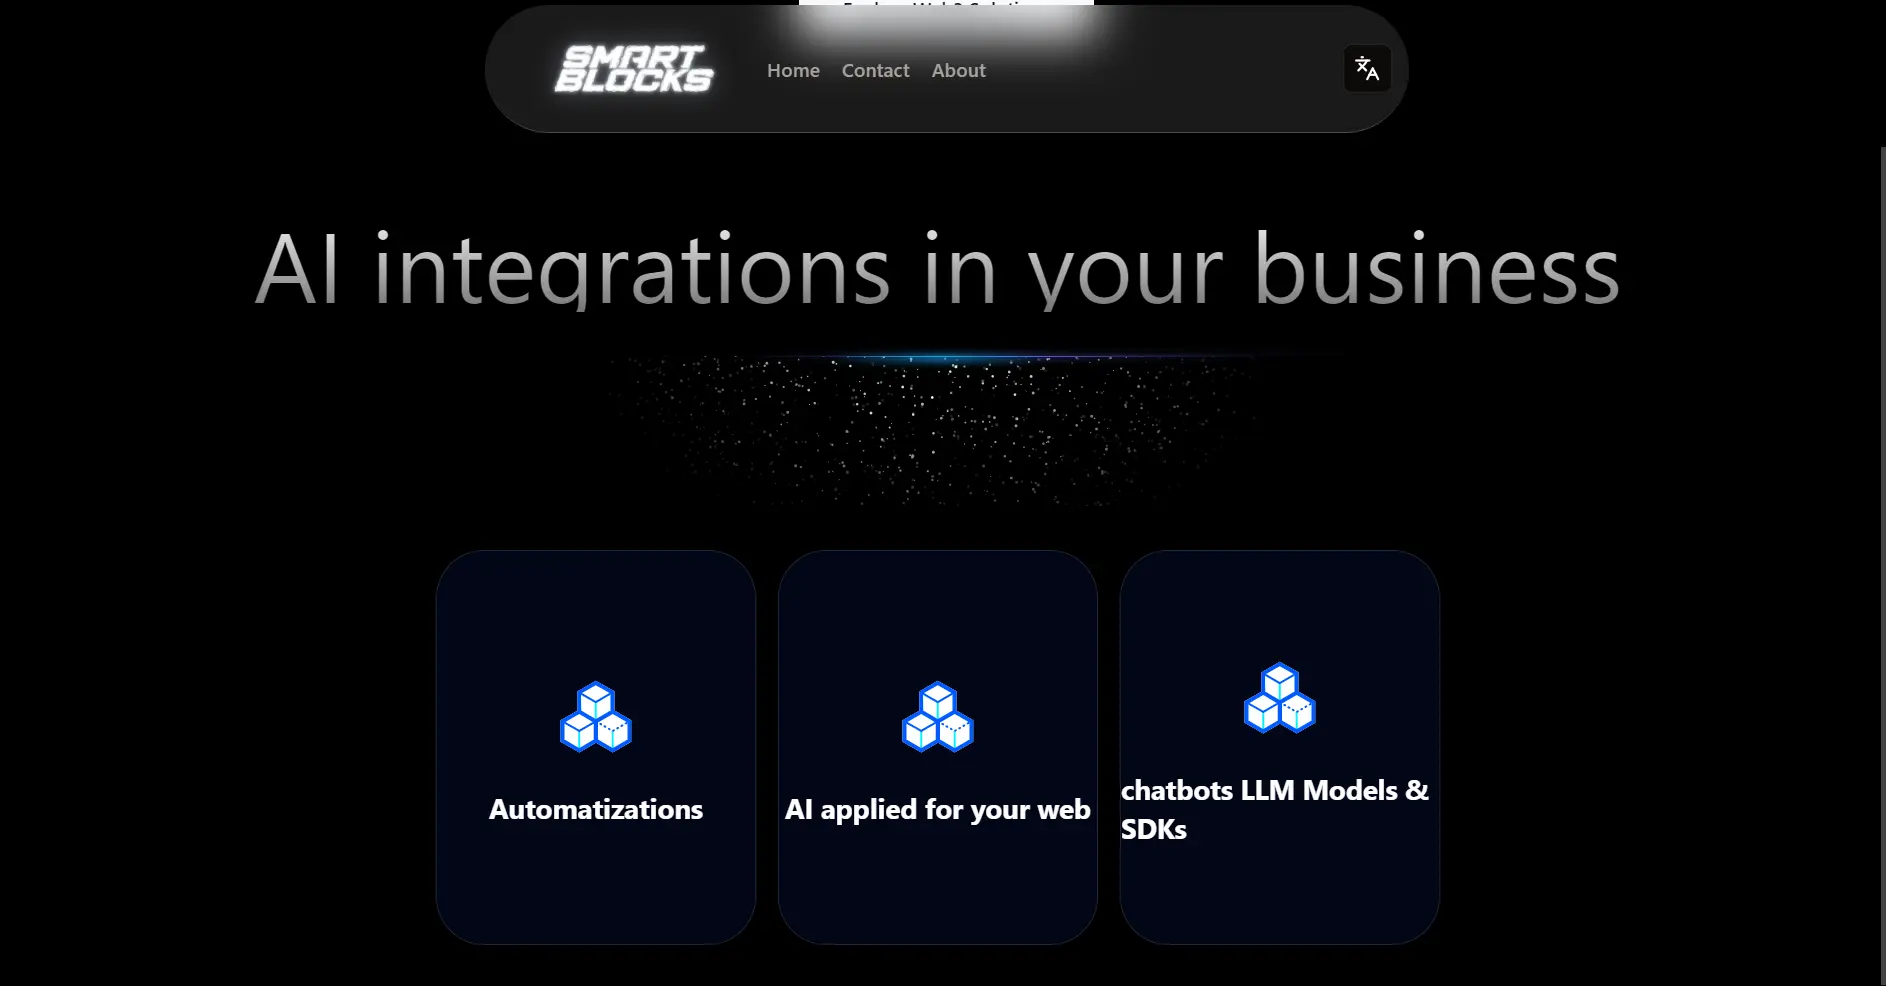 SMART
BLOCKS
Home
Contact
About
AI integrations in your business
Automatizations
AI applied for your web
chatbots LLM Models &
SDKs